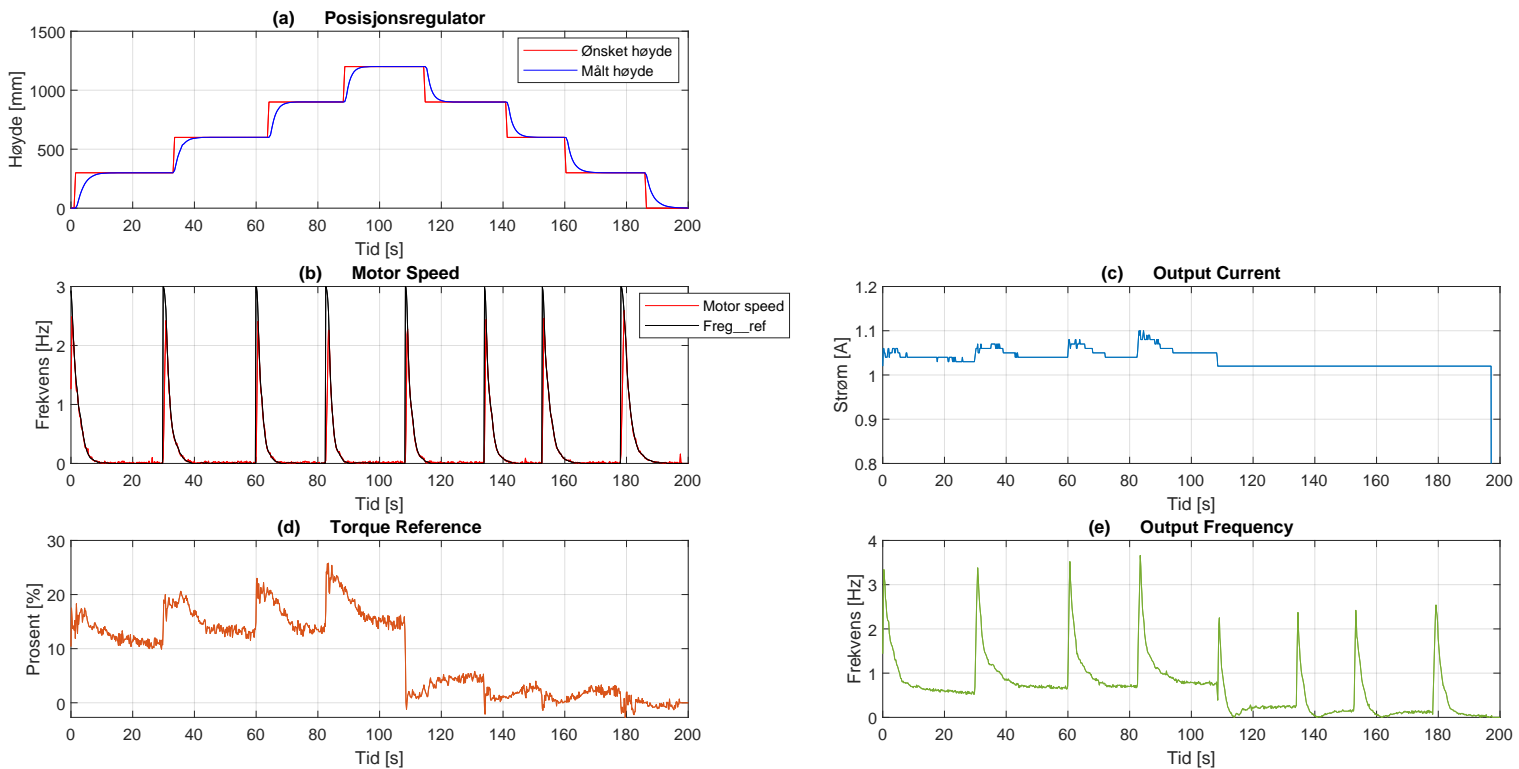 (a) Posisjonsregulator
1500
1000
500
0
Høyde [mm]
Ønsket høyde
Målt høyde
0 20 40 60 80 100 120 140 160 180 200
Tid [s]
(b) Motor Speed
3
2
1
0
Frekvens [Hz]
Motor speed
Freg__ref
0 20 40 60 80 100 120 140 160 180 200
Tid [s]
(c) Output Current
1.2
1.1
1
0.9
0.8
Strøm [A]
0 20 40 60 80 100 120 140 160 180 200
Tid [s]
(d) Torque Reference
30
20
10
0
Prosent [%]
0 20 40 60 80 100 120 140 160 180 200
Tid [s]
(e) Output Frequency
4
3
2
1
0
Frekvens [Hz]
0 20 40 60 80 100 120 140 160 180 200
Tid [s]